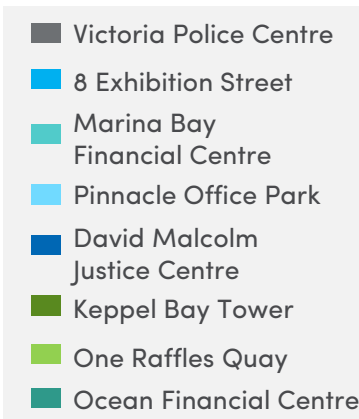 Victoria Police Centre
8 Exhibition Street
Marina Bay
Financial Centre
Pinnacle Office Park
David Malcolm
Justice Centre
Keppel Bay Tower
One Raffles Quay
Ocean Financial Centre